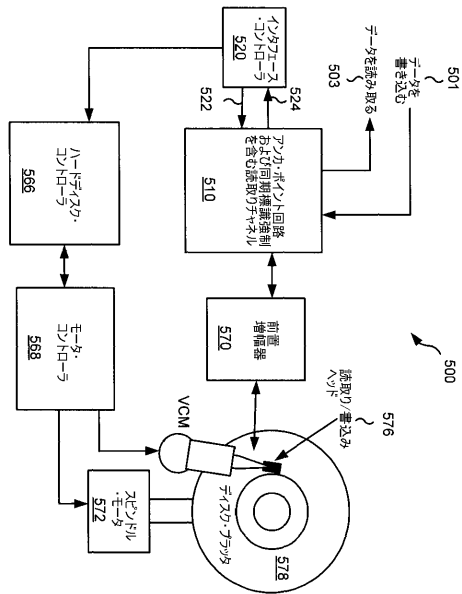 501
データを
書き込む
データを読み取る
503
インタフェース・
コントローラ
520
524
522
アンカ・ポイント回路
および同期標識強制
を含む読取りチャネル
510
ハードディスク・
コントローラ
566
モータ・
コントローラ
568
前置
増幅器
570
500
読取り/書込み
ヘッド
576
VCM
スピンドル・
モータ
572
ディスク・プラッタ
578